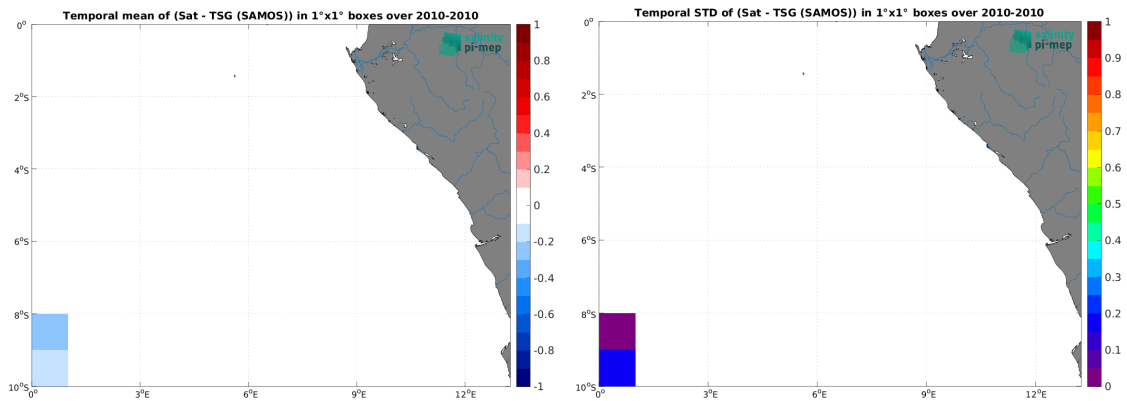 Temporal mean of (Sat - TSG (SAMOS)) in 1°x1° boxes over 2010-2010
0°
2°S
4°S
6°S
8°S
10°S
0°
3°E
6°E
9°E
12°E
salinity
pi-mep
1
0.8
0.6
0.4
0.2
0
-0.2
-0.4
-0.6
-0.8
-1
Temporal STD of (Sat - TSG (SAMOS)) in 1°x1° boxes over 2010-2010
0°
2°S
4°S
6°S
8°S
10°S
0°
3°E
6°E
9°E
12°E
salinity
pi-mep
1
0.9
0.8
0.7
0.6
0.5
0.4
0.3
0.2
0.1
0